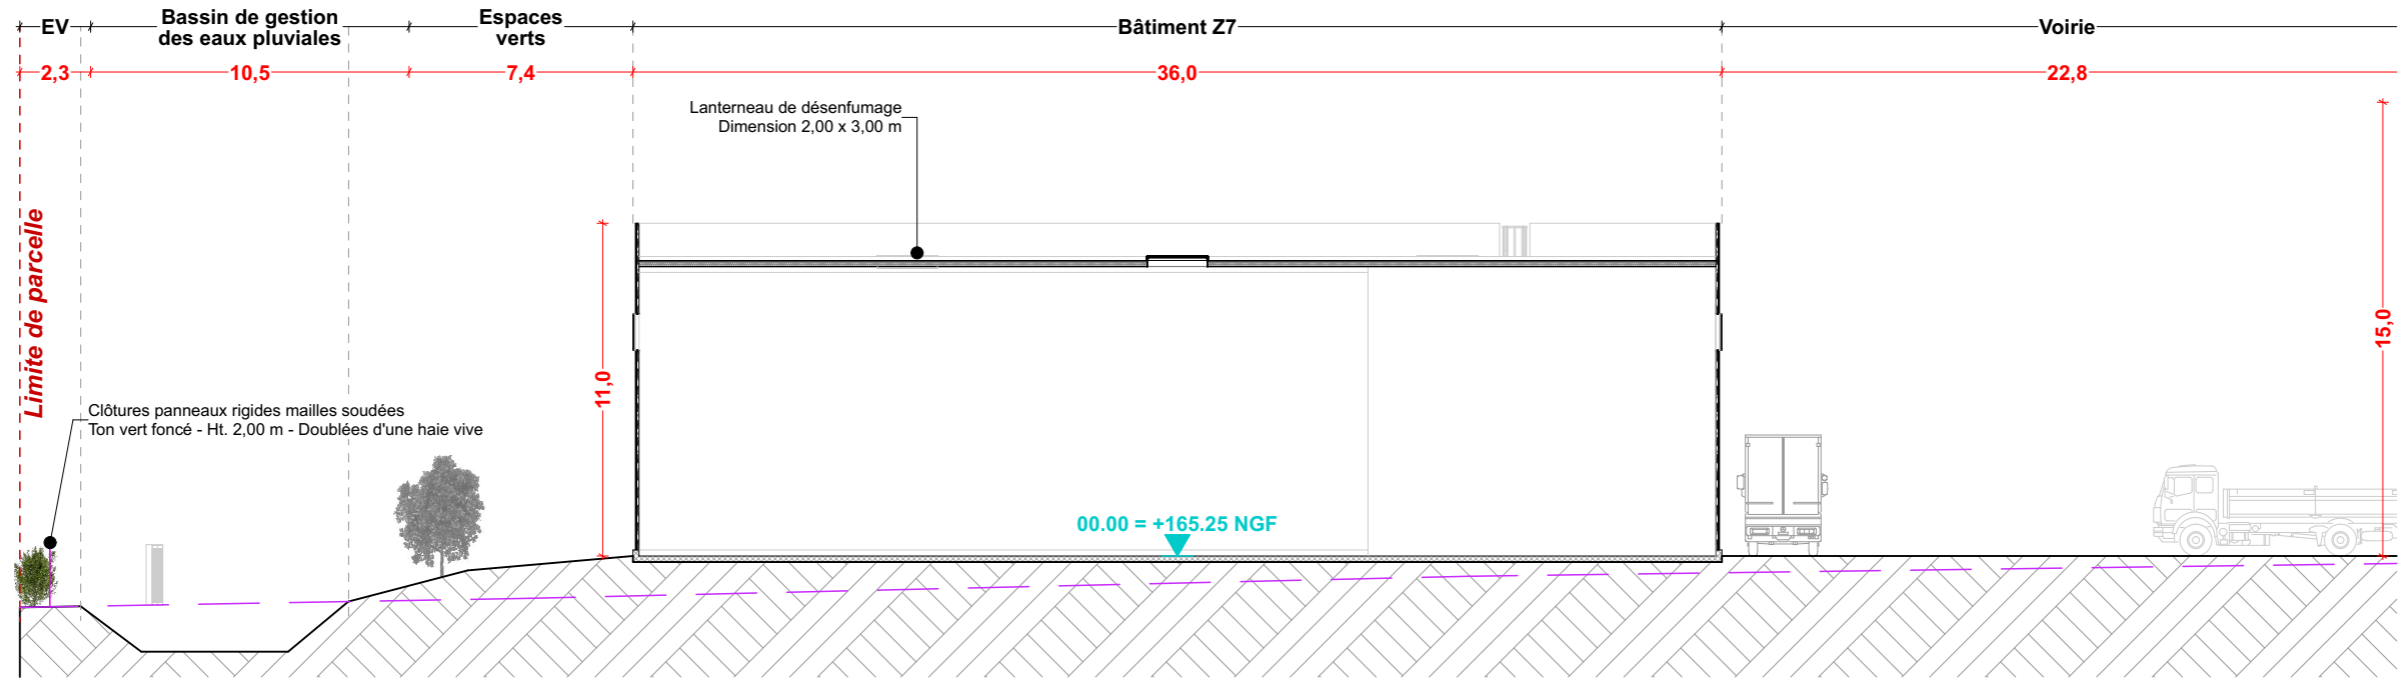 EV
Bassin de gestion
des eaux pluviales
Espaces
verts
Bâtiment Z7
Voirie
2,3
10,5
7,4
36,0
22,8
Lanterneau de désenfumage
Dimension 2,00 x 3,00 m
Limite de parcelle
11,0
15,0
Clôtures panneaux rigides mailles soudées
Ton vert foncé - Ht. 2,00 m - Doublées d'une haie vive
00.00 = +165.25 NGF